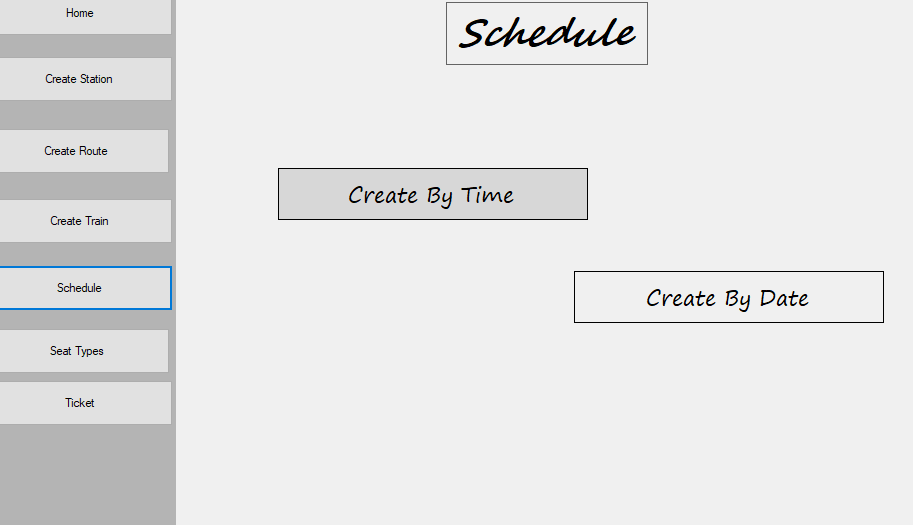 Home
Create Station
Create Route
Create Train
Schedule
Seat Types
Ticket
Schedule
Create By Time
Create By Date